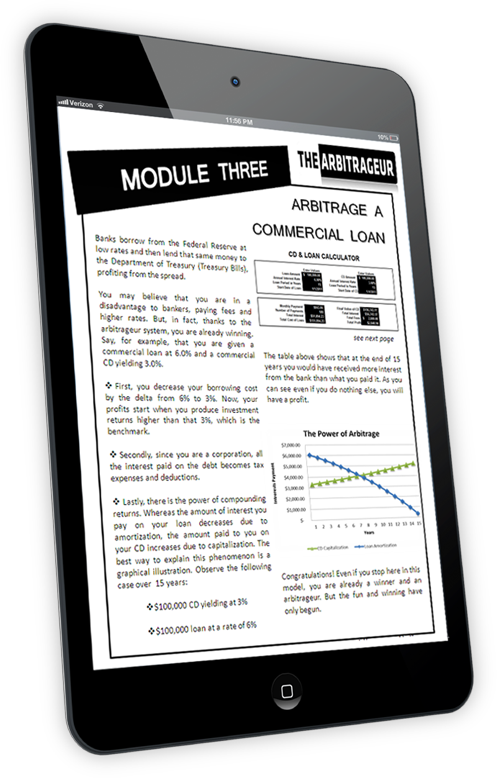 Verizon
11:56 PM
10%
MODULE THREE
THE ARBITRAGEUR
Banks borrow from the Federal Reserve at
low rates and then lend that same money to
the Department of Treasury (Treasury Bills),
profiting from the spread.
You may believe that you are in a
disadvantage to bankers, paying fees and
higher rates. But, in fact, thanks to the
arbitrageur system, you are already winning.
Say, for example, that you are given a
commercial loan at 6.0% and a commercial
CD yielding 3.0%.
❖ First, you decrease your borrowing cost
by the delta from 6% to 3%. Now, your
profits start when you produce investment
returns higher than that 3%, which is the
benchmark.
❖ Secondly, since you are a corporation, all
the interest paid on the debt becomes tax
expenses and deductions.
❖ Lastly, there is the power of compounding
returns. Whereas the amount of interest you
pay on your loan decreases due to
amortization, the amount paid to you on
your CD increases due to capitalization. The
best way to explain this phenomenon is a
graphical illustration. Observe the following
case over 15 years:
❖$100,000 CD yielding at 3%
❖$100,000 loan at a rate of 6%
ARBITRAGE A
COMMERCIAL LOAN
CD & LOAN CALCULATOR
see next page
The table above shows that at the end of 15
years you would have received more interest
from the bank than what you paid it. As you
can see even if you do nothing else, you will
have a profit.
The Power of Arbitrage
$7,000.00
$6,000.00
$5,000.00
$4,000.00
$3,000.00
$2,000.00
$1,000.00
$
Interests Payment
1 2 3 4 5 6 7 8 9 10 11 12 13 14 15
Years
CD Capitalization
Loan Amortization
Congratulations! Even if you stop here in this
model, you are already a winner and an
arbitrageur. But the fun and winning have
only begun.